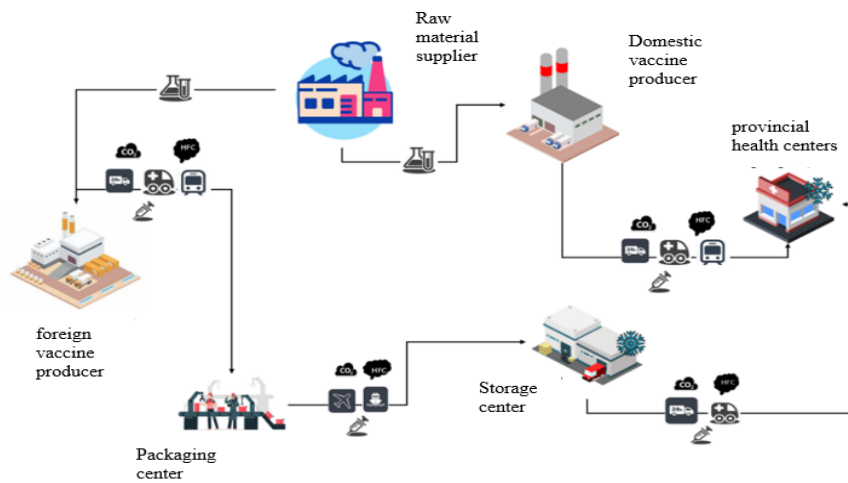 Raw
material
supplier
Domestic
vaccine
producer
provincial
health centers
CO₂
HFC
CO₂
HFC
foreign
vaccine
producer
Storage
center
CO₂
HFC
CO₂
HFC
Packaging
center